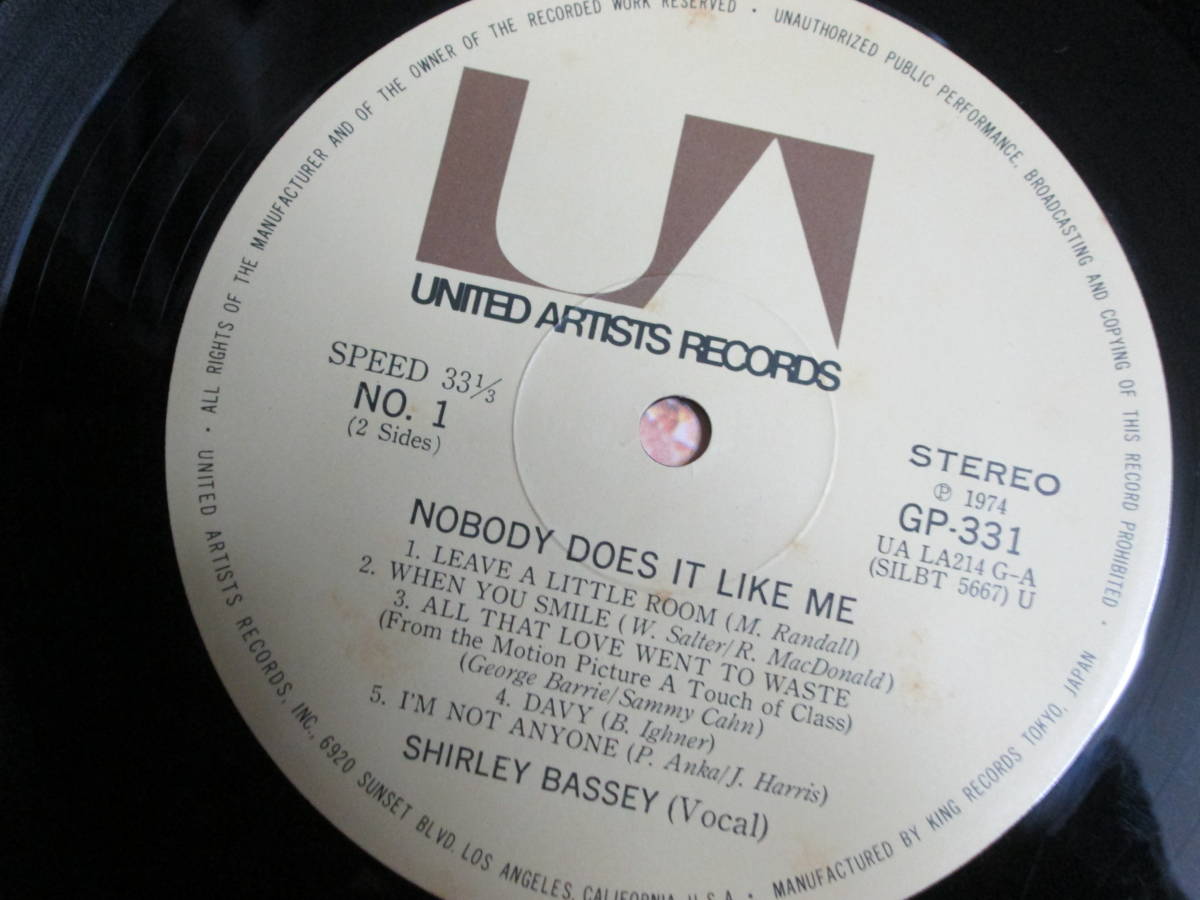 UA
UNITED ARTISTS RECORDS
SPEED 33⅓
NO. 1
(2 Sides)
STEREO
Ⓟ 1974
GP-331
UA LA214 G-A
(SILBT 5667) U
NOBODY DOES IT LIKE ME
1. LEAVE A LITTLE ROOM (M. Randall)
2. WHEN YOU SMILE (W. Salter/R. MacDonald)
3. ALL THAT LOVE WENT TO WASTE
(From the Motion Picture A Touch of Class)
(George Barrie/Sammy Cahn)
4. DAVY (B. Ighner)
5. I'M NOT ANYONE (P. Anka/J. Harris)
SHIRLEY BASSEY (Vocal)
· ALL RIGHTS OF THE MANUFACTURER AND OF THE OWNER OF THE RECORDED WORK RESERVED · UNAUTHORIZED PUBLIC PERFORMANCE, BROADCASTING AND COPYING OF THIS RECORD PROHIBITED ·
UNITED ARTISTS RECORDS, INC., 6920 SUNSET BLVD. LOS ANGELES, CALIFORNIA, U.S.A · MANUFACTURED BY KING RECORDS TOKYO, JAPAN